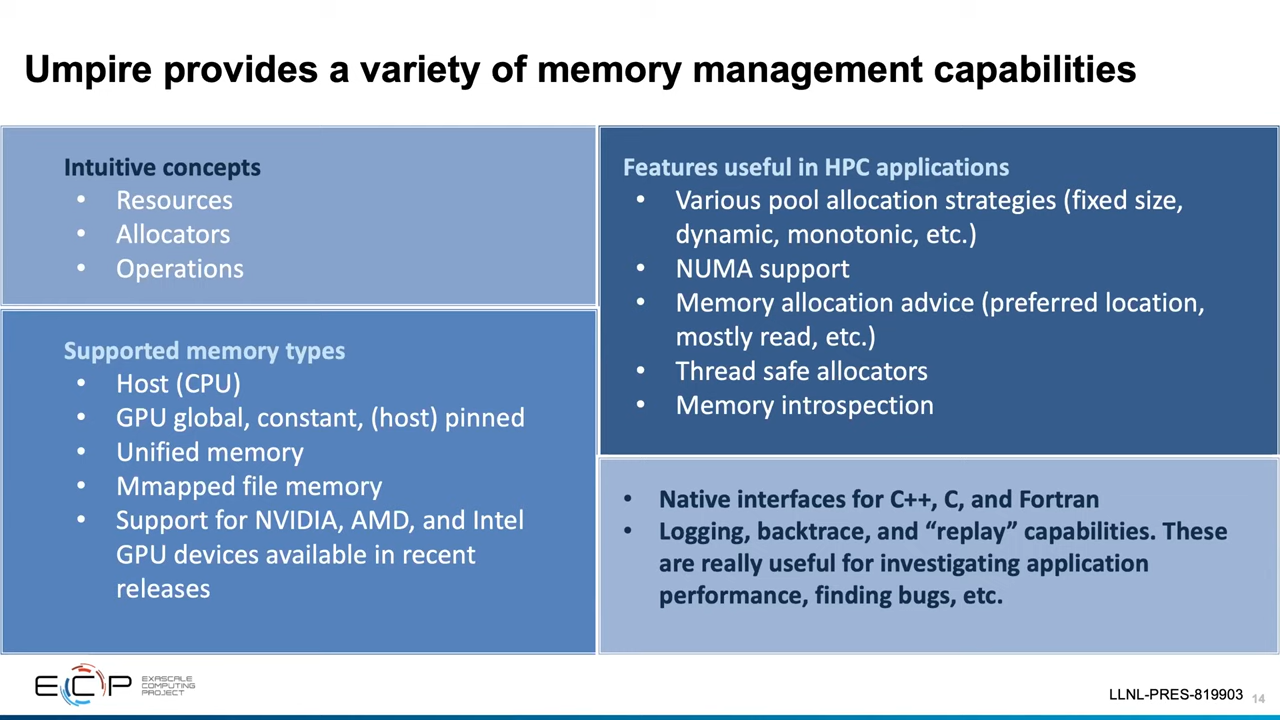 Umpire provides a variety of memory management capabilities
Intuitive concepts
• Resources
• Allocators
• Operations
Supported memory types
• Host (CPU)
• GPU global, constant, (host) pinned
• Unified memory
• Mmapped file memory
• Support for NVIDIA, AMD, and Intel
GPU devices available in recent
releases
Features useful in HPC applications
• Various pool allocation strategies (fixed size,
dynamic, monotonic, etc.)
• NUMA support
• Memory allocation advice (preferred location,
mostly read, etc.)
• Thread safe allocators
• Memory introspection
• Native interfaces for C++, C, and Fortran
• Logging, backtrace, and “replay” capabilities. These
are really useful for investigating application
performance, finding bugs, etc.
ECP
EXASCALE
COMPUTING
PROJECT
LLNL-PRES-819903
14